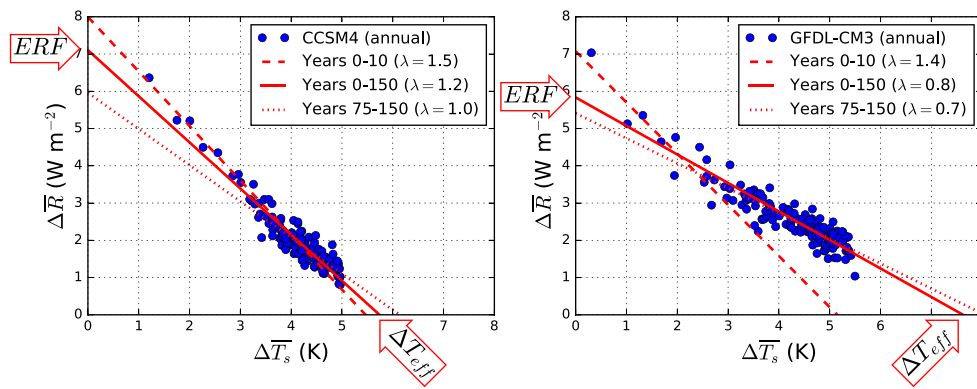 8
7
6
5
4
3
2
1
0
ΔR̅ (W m⁻²)
ERF
CCSM4 (annual)
Years 0-10 (λ=1.5)
Years 0-150 (λ=1.2)
Years 75-150 (λ=1.0)
0 1 2 3 4 5 6 7 8
ΔT̅ₛ (K)
ΔT_eff
8
7
6
5
4
3
2
1
0
ΔR̅ (W m⁻²)
ERF
GFDL-CM3 (annual)
Years 0-10 (λ=1.4)
Years 0-150 (λ=0.8)
Years 75-150 (λ=0.7)
0 1 2 3 4 5 6
ΔT̅ₛ (K)
ΔT_eff